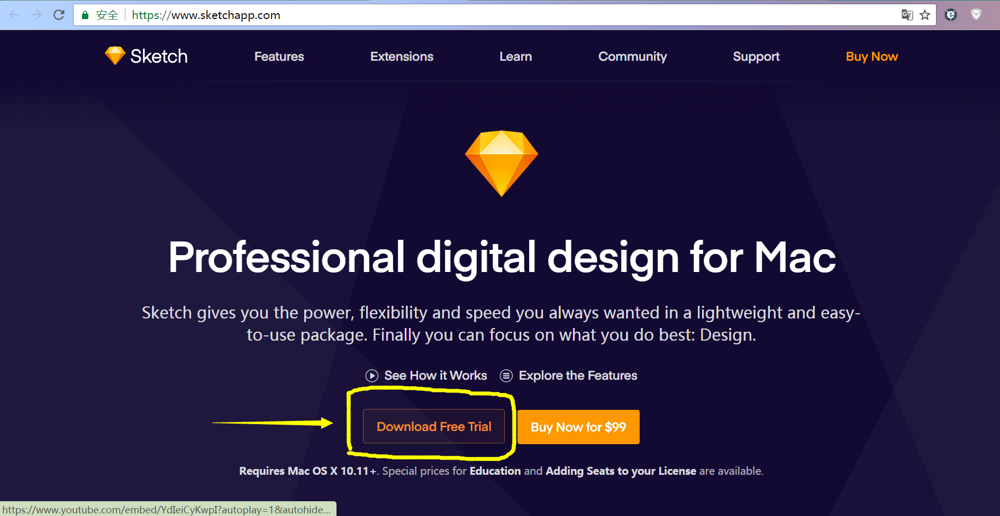 安全 https://www.sketchapp.com
Sketch Features Extensions Learn Community Support Buy Now
Professional digital design for Mac
Sketch gives you the power, flexibility and speed you always wanted in a lightweight and easy-
to-use package. Finally you can focus on what you do best: Design.
See How it Works Explore the Features
Download Free Trial Buy Now for $99
Requires Mac OS X 10.11+. Special prices for Education and Adding Seats to your License are available.
https://www.youtube.com/embed/YdIeiCyKwpI?autoplay=1&autohide...